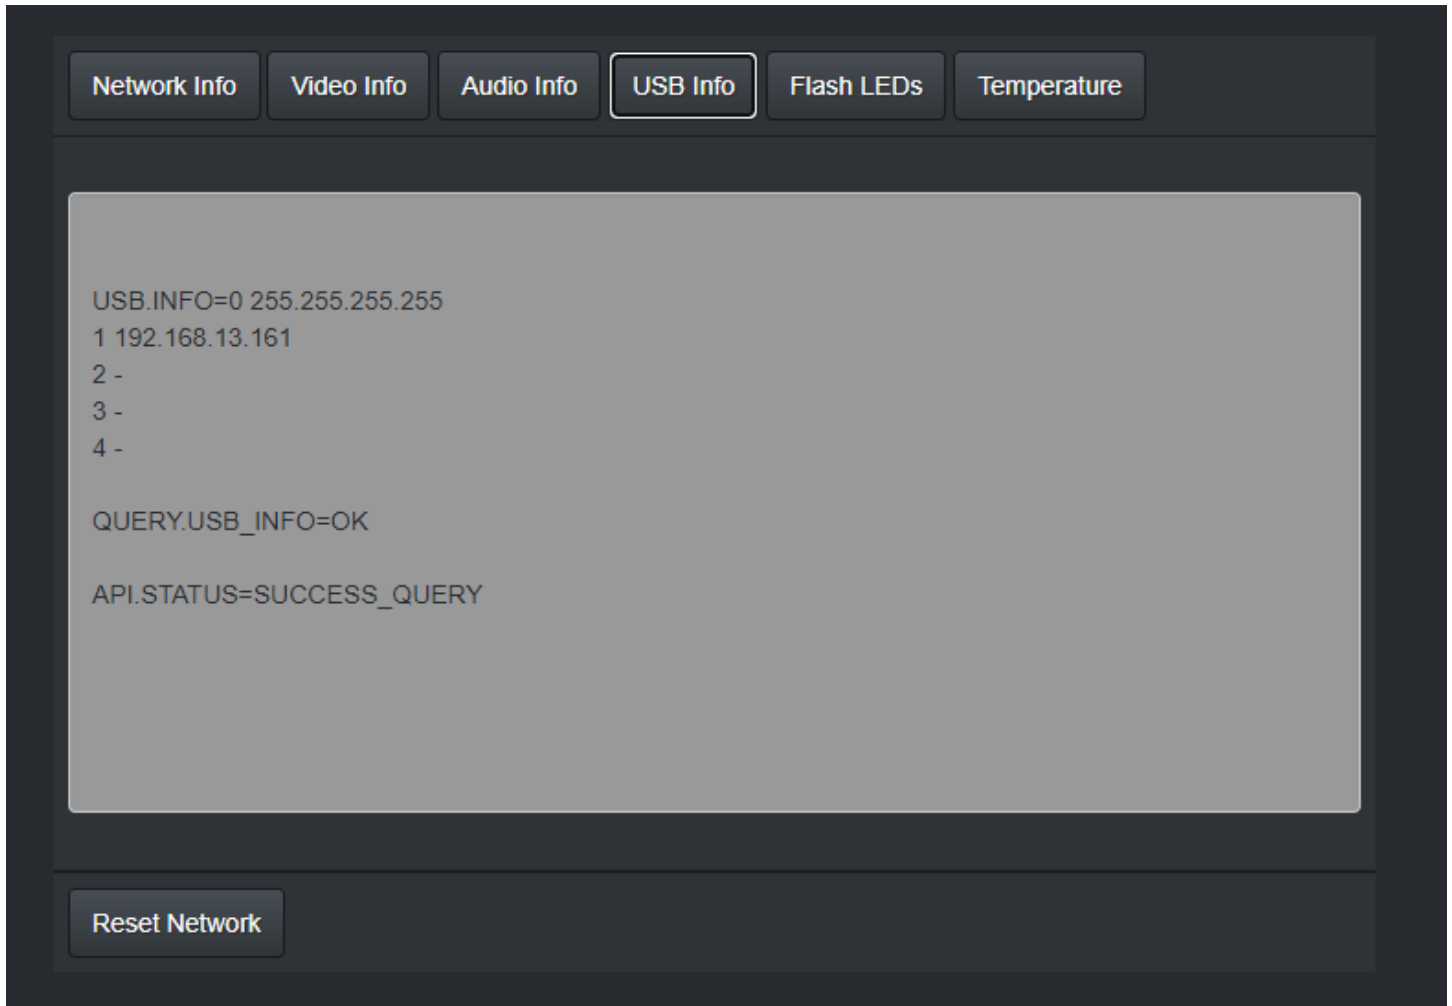 Network Info Video Info Audio Info USB Info Flash LEDs Temperature
USB.INFO=0 255.255.255.255
1 192.168.13.161
2 -
3 -
4 -
QUERY.USB_INFO=OK
API.STATUS=SUCCESS_QUERY
Reset Network